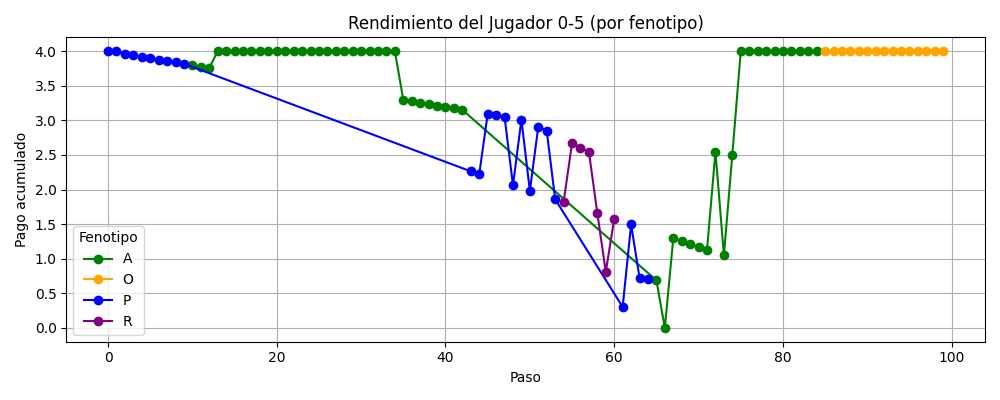 Rendimiento del Jugador 0-5 (por fenotipo)
Pago acumulado
4.0
3.5
3.0
2.5
2.0
1.5
1.0
0.5
0.0
Fenotipo
A
O
P
R
0 20 40 60 80 100
Paso